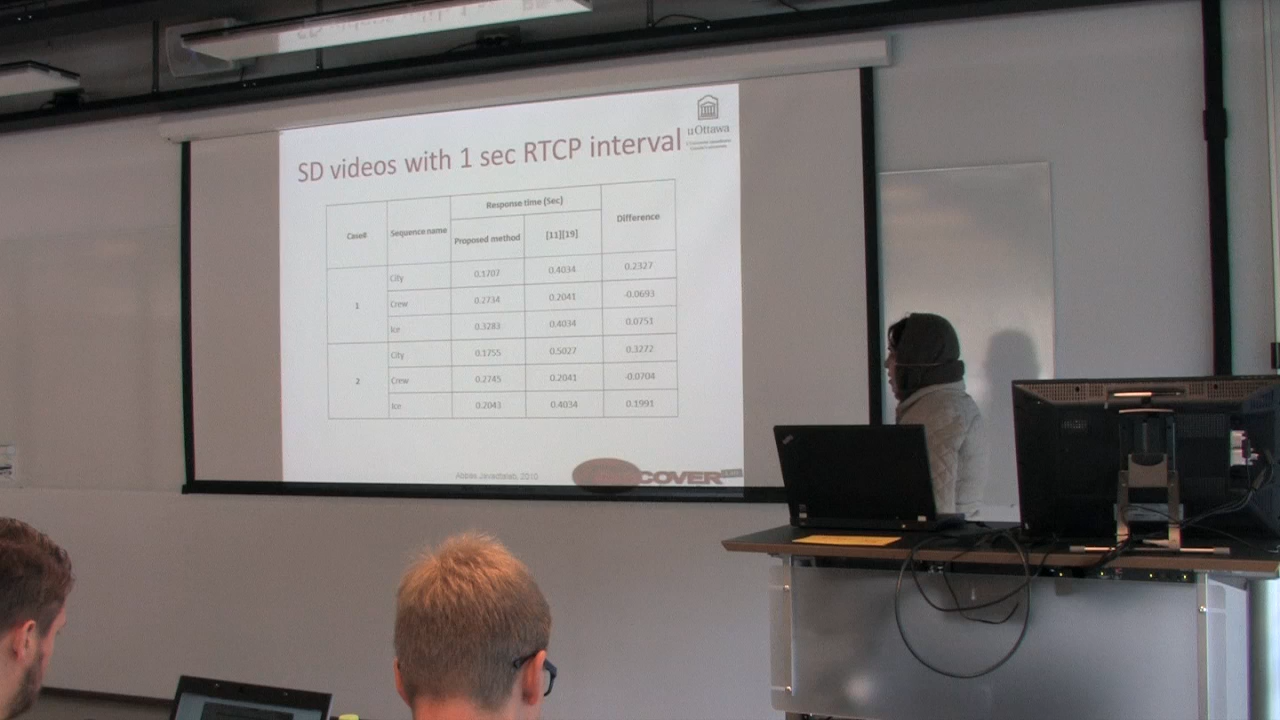 uOttawa
SD videos with 1 sec RTCP interval
Case# Sequence name Response time (Sec) Difference
Proposed method [11][19]
1 City 0.1707 0.4034 0.2327
Crew 0.2734 0.2041 -0.0693
Ice 0.3283 0.4034 0.0751
2 City 0.1755 0.5027 0.3272
Crew 0.2745 0.2041 -0.0704
Ice 0.2043 0.4034 0.1991
COVER